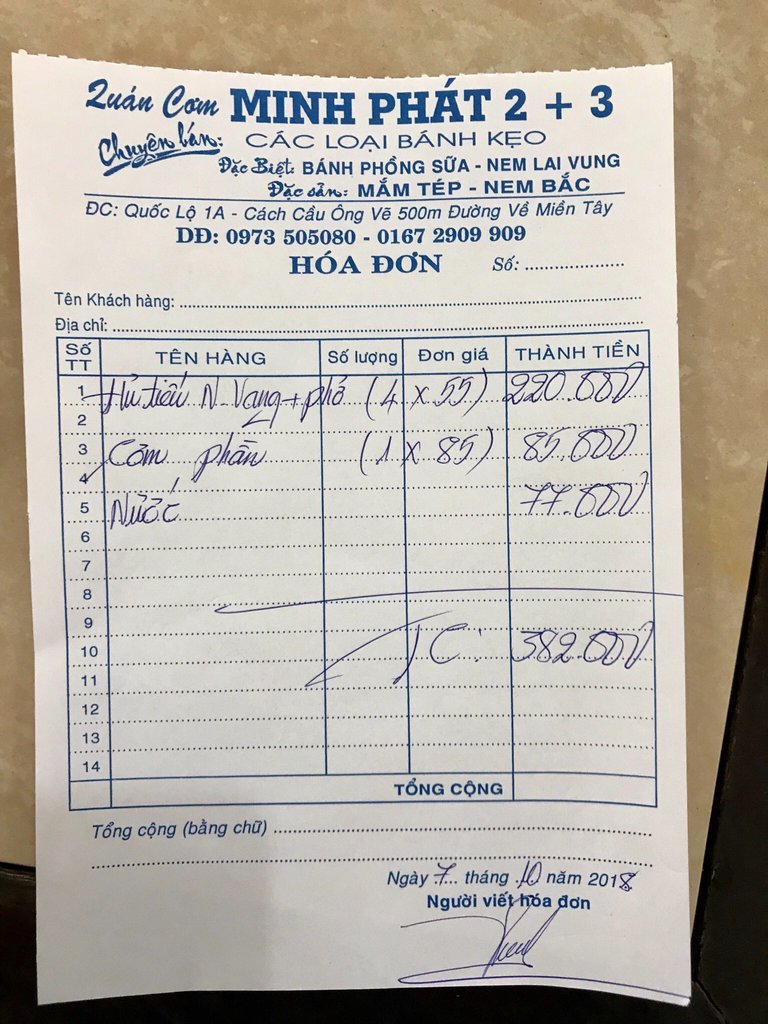 Quán Cơm MINH PHÁT 2 + 3
Chuyên bán: CÁC LOẠI BÁNH KẸO
Đặc Biệt: BÁNH PHỒNG SỮA - NEM LAI VUNG
Đặc sản: MẮM TÉP - NEM BẮC
ĐC: Quốc Lộ 1A - Cách Cầu Ông Vẽ 500m Đường Về Miền Tây
DĐ: 0973 505080 - 0167 2909 909
HÓA ĐƠN Số:
Tên Khách hàng:
Địa chỉ:
Số TT TÊN HÀNG Số lượng Đơn giá THÀNH TIỀN
1 Hủ tiếu N Vang + phở (4 x 55) 220.000
2
3 Cơm phần (1 x 85) 85.000
4
5 Nước 77.000
6
7
8
9
10 TC: 382.000
11
12
13
14
TỔNG CỘNG
Tổng cộng (bằng chữ)
Ngày 7 tháng 10 năm 2018
Người viết hóa đơn